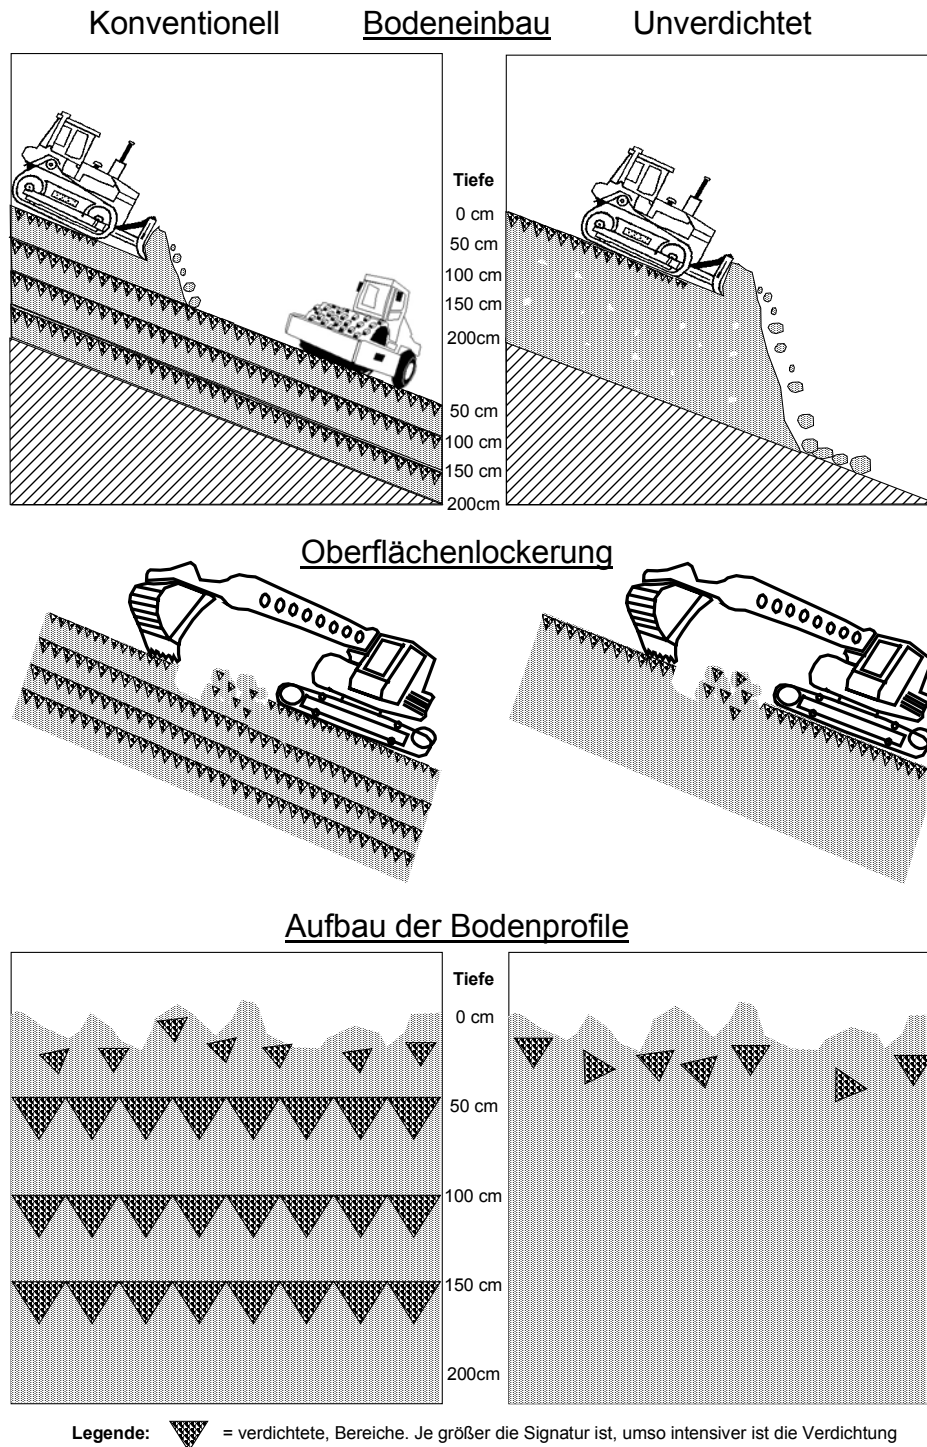 Konventionell Bodeneinbau Unverdichtet
Tiefe
0 cm
50 cm
100 cm
150 cm
200cm
50 cm
100 cm
150 cm
200cm
Oberflächenlockerung
Aufbau der Bodenprofile
Tiefe
0 cm
50 cm
100 cm
150 cm
200cm
Legende: = verdichtete, Bereiche. Je größer die Signatur ist, umso intensiver ist die Verdichtung